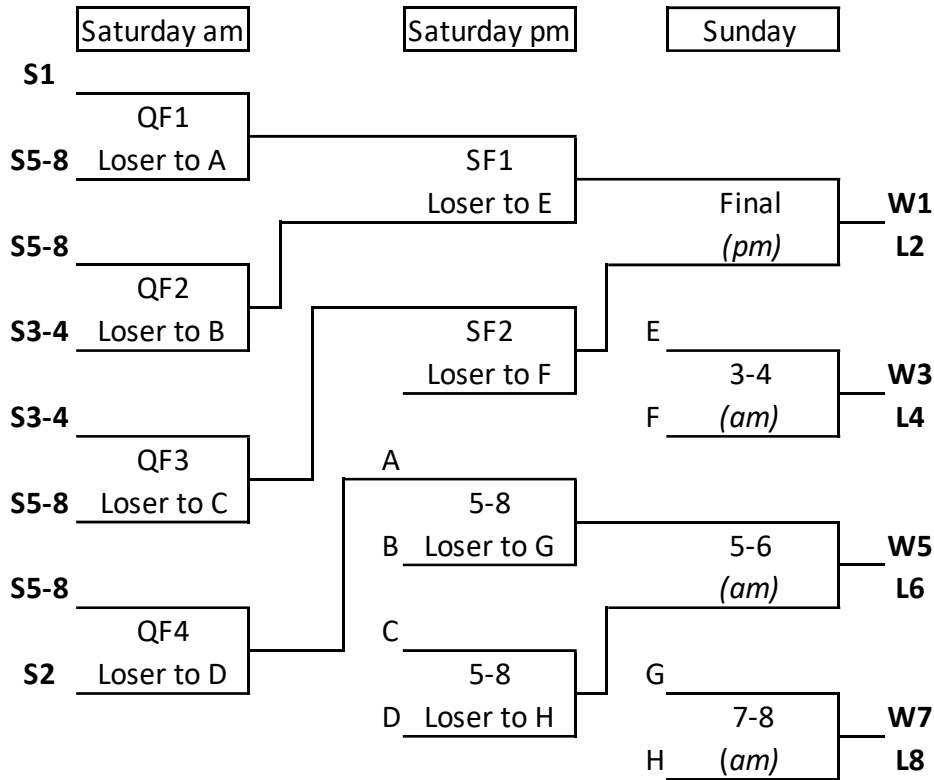 Saturday am Saturday pm Sunday
S1
QF1
S5-8 Loser to A
SF1
Loser to E
S5-8
QF2
S3-4 Loser to B
Final
(pm)
W1
L2
SF2
Loser to F
E
3-4
F (am)
W3
L4
S3-4
QF3
S5-8 Loser to C
A
5-8
B Loser to G
5-6
(am)
W5
L6
S5-8
QF4
S2 Loser to D
C
5-8
D Loser to H
G
7-8
H (am)
W7
L8